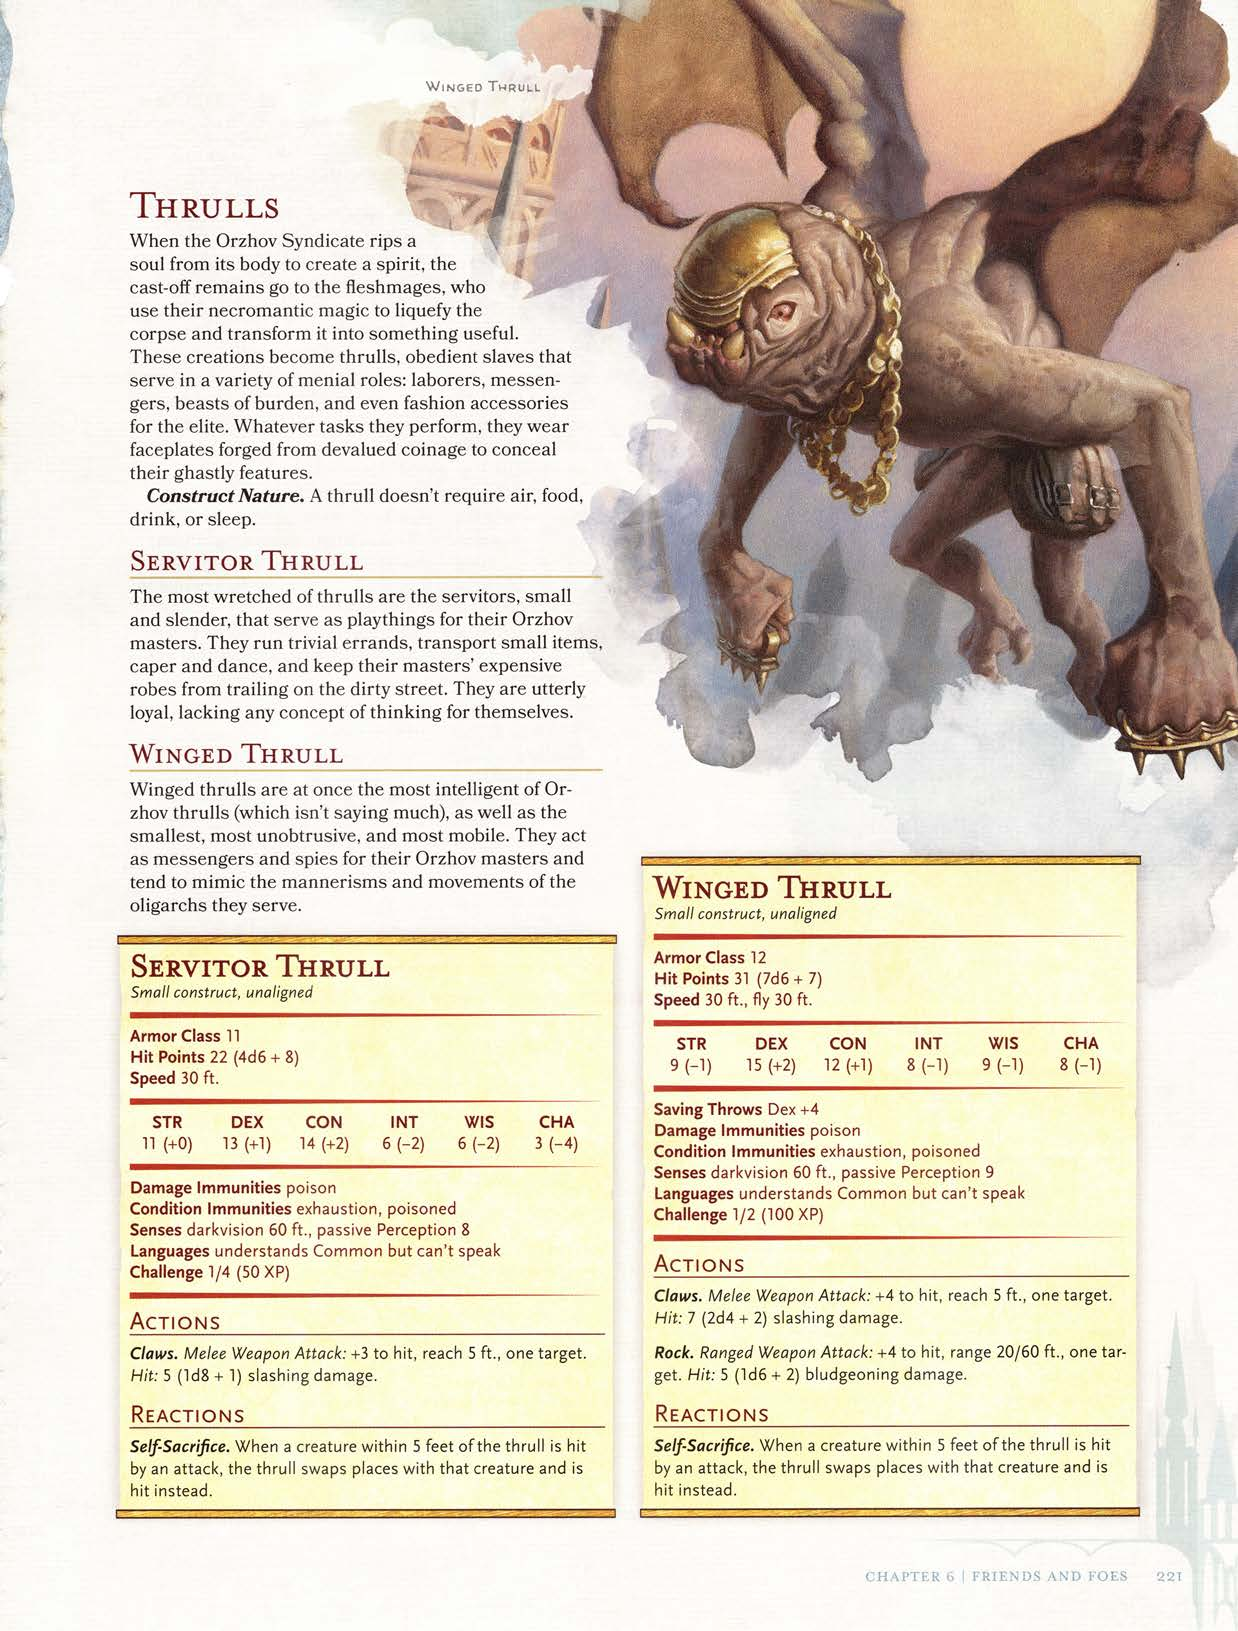 WINGED THRULL
THRULLS
When the Orzhov Syndicate rips a
soul from its body to create a spirit, the
cast-off remains go to the fleshmages, who
use their necromantic magic to liquefy the
corpse and transform it into something useful.
These creations become thrulls, obedient slaves that
serve in a variety of menial roles: laborers, messen-
gers, beasts of burden, and even fashion accessories
for the elite. Whatever tasks they perform, they wear
faceplates forged from devalued coinage to conceal
their ghastly features.
Construct Nature. A thrull doesn't require air, food,
drink, or sleep.
SERVITOR THRULL
The most wretched of thrulls are the servitors, small
and slender, that serve as playthings for their Orzhov
masters. They run trivial errands, transport small items,
caper and dance, and keep their masters' expensive
robes from trailing on the dirty street. They are utterly
loyal, lacking any concept of thinking for themselves.
WINGED THRULL
Winged thrulls are at once the most intelligent of Or-
zhov thrulls (which isn't saying much), as well as the
smallest, most unobtrusive, and most mobile. They act
as messengers and spies for their Orzhov masters and
tend to mimic the mannerisms and movements of the
oligarchs they serve.
SERVITOR THRULL
Small construct, unaligned
Armor Class 11
Hit Points 22 (4d6 + 8)
Speed 30 ft.
STR DEX CON INT WIS CHA
11 (+0) 13 (+1) 14 (+2) 6 (−2) 6 (−2) 3 (−4)
Damage Immunities poison
Condition Immunities exhaustion, poisoned
Senses darkvision 60 ft., passive Perception 8
Languages understands Common but can't speak
Challenge 1/4 (50 XP)
ACTIONS
Claws. Melee Weapon Attack: +3 to hit, reach 5 ft., one target.
Hit: 5 (1d8 + 1) slashing damage.
REACTIONS
Self-Sacrifice. When a creature within 5 feet of the thrull is hit
by an attack, the thrull swaps places with that creature and is
hit instead.
WINGED THRULL
Small construct, unaligned
Armor Class 12
Hit Points 31 (7d6 + 7)
Speed 30 ft., fly 30 ft.
STR DEX CON INT WIS CHA
9 (−1) 15 (+2) 12 (+1) 8 (−1) 9 (−1) 8 (−1)
Saving Throws Dex +4
Damage Immunities poison
Condition Immunities exhaustion, poisoned
Senses darkvision 60 ft., passive Perception 9
Languages understands Common but can't speak
Challenge 1/2 (100 XP)
ACTIONS
Claws. Melee Weapon Attack: +4 to hit, reach 5 ft., one target.
Hit: 7 (2d4 + 2) slashing damage.
Rock. Ranged Weapon Attack: +4 to hit, range 20/60 ft., one tar-
get. Hit: 5 (1d6 + 2) bludgeoning damage.
REACTIONS
Self-Sacrifice. When a creature within 5 feet of the thrull is hit
by an attack, the thrull swaps places with that creature and is
hit instead.
CHAPTER 6 | FRIENDS AND FOES 221